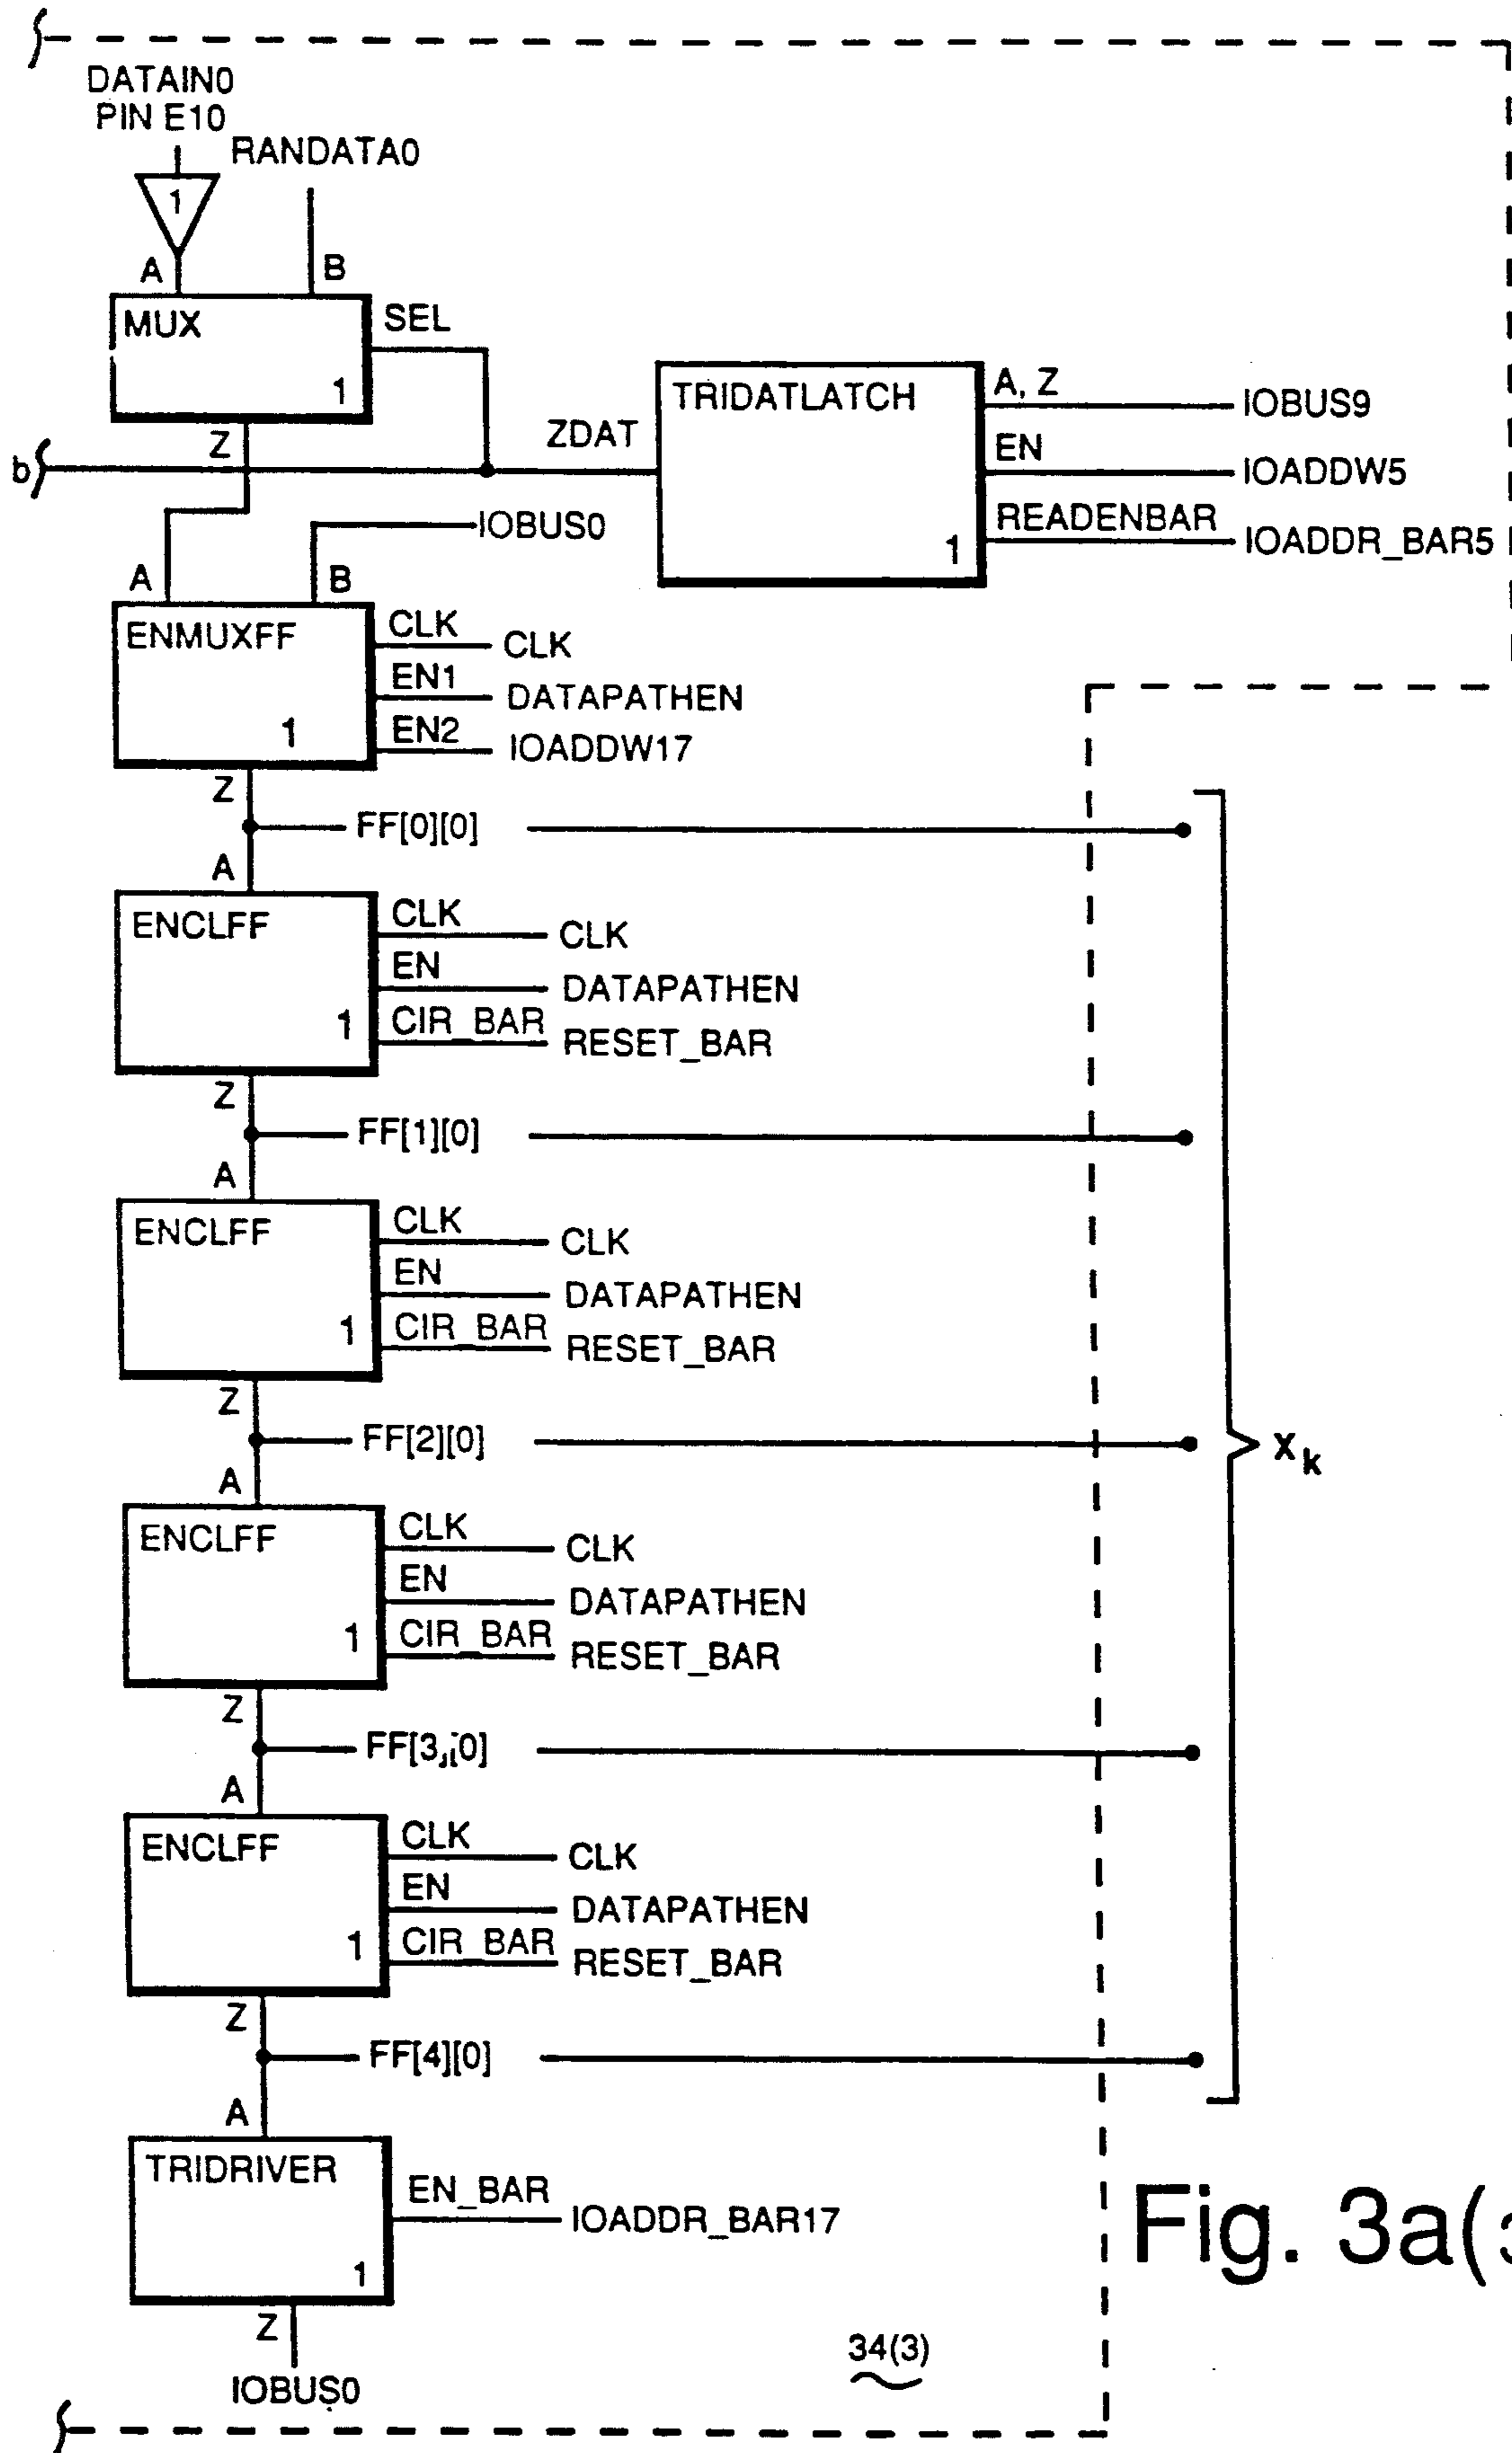 DATAIN0
PIN E10
RANDATA0
1
A
B
MUX
SEL
1
Z
b
ZDAT
TRIDATLATCH
A, Z
IOBUS9
EN
IOADDW5
READENBAR
IOADDR_BAR5
1
IOBUS0
A
B
ENMUXFF
CLK
CLK
EN1
DATAPATHEN
EN2
IOADDW17
1
Z
FF[0][0]
A
ENCLFF
CLK
CLK
EN
DATAPATHEN
CIR_BAR
RESET_BAR
1
Z
FF[1][0]
A
ENCLFF
CLK
CLK
EN
DATAPATHEN
CIR_BAR
RESET_BAR
1
Z
FF[2][0]
X
k
A
ENCLFF
CLK
CLK
EN
DATAPATHEN
CIR_BAR
RESET_BAR
1
Z
FF[3][0]
A
ENCLFF
CLK
CLK
EN
DATAPATHEN
CIR_BAR
RESET_BAR
1
Z
FF[4][0]
A
TRIDRIVER
EN_BAR
IOADDR_BAR17
1
Z
IOBUS0
34(3)
Fig. 3a(